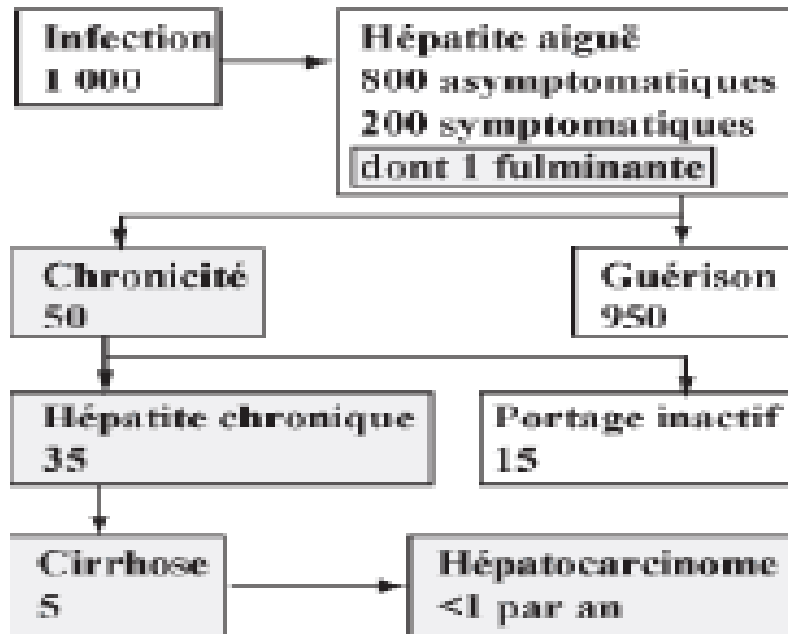 Infection
1 000
Hépatite aiguë
800 asymptomatiques
200 symptomatiques
dont 1 fulminante
Chronicité
50
Guérison
950
Hépatite chronique
35
Portage inactif
15
Cirrhose
5
Hépatocarcinome
<1 par an